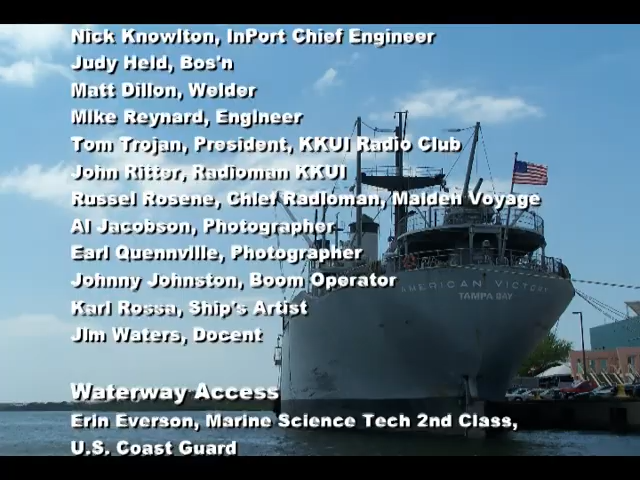 Nick Knowlton, InPort Chief Engineer
Judy Held, Bos'n
Matt Dillon, Welder
Mike Reynard, Engineer
Tom Trojan, President, KKUI Radio Club
John Ritter, Radioman KKUI
Russel Rosene, Chief Radioman, Maiden Voyage
Al Jacobson, Photographer
Earl Quennville, Photographer
Johnny Johnston, Boom Operator
Karl Rossa, Ship's Artist
Jim Waters, Docent
AMERICAN VICTORY
TAMPA BAY
Waterway Access
Erin Everson, Marine Science Tech 2nd Class,
U.S. Coast Guard